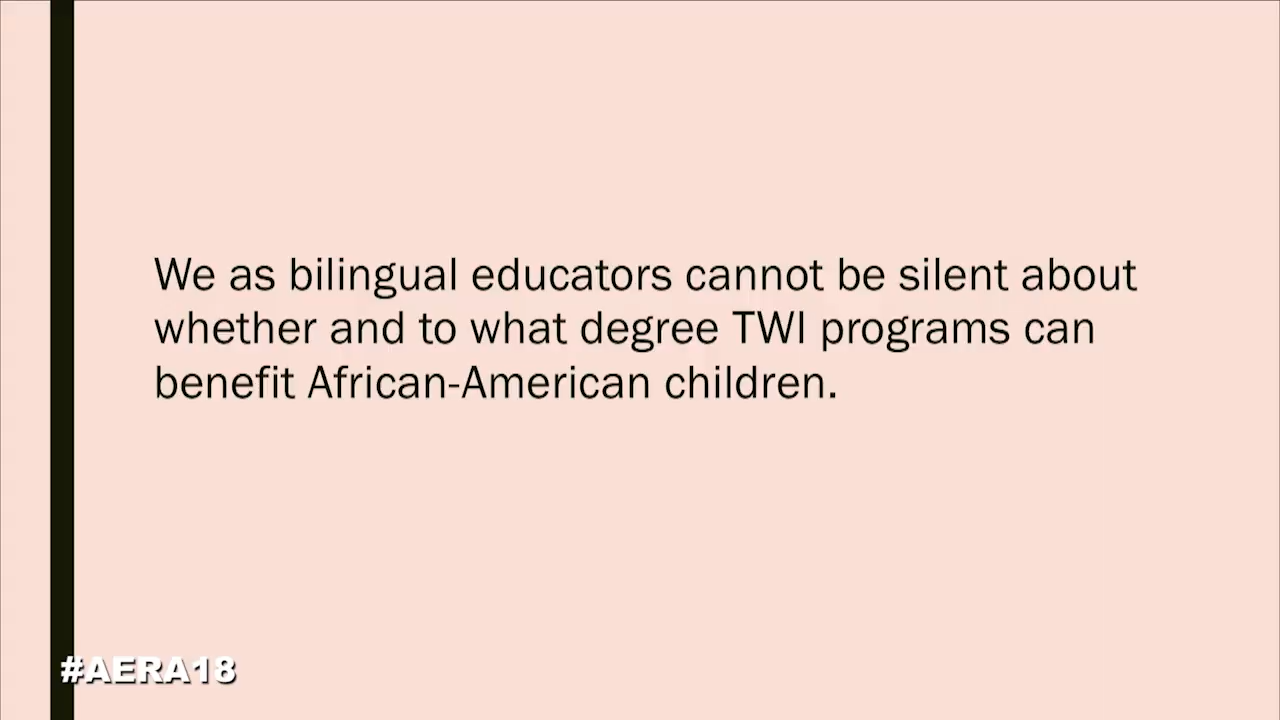 We as bilingual educators cannot be silent about
whether and to what degree TWI programs can
benefit African-American children.
#AERA18